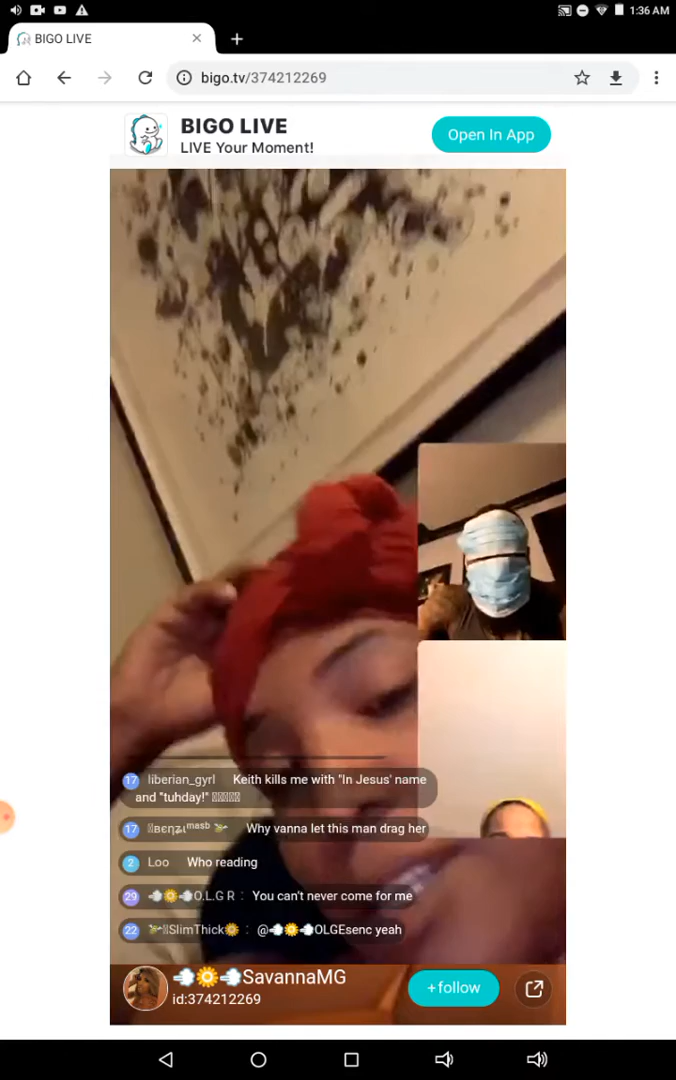 1:36 AM
BIGO LIVE
bigo.tv/374212269
BIGO LIVE
LIVE Your Moment!
Open In App
17 liberian_gyrl Keith kills me with "In Jesus' name
and "tuhday!"
17 masb Why vanna let this man drag her
2 Loo Who reading
29 💨🌼💨O.L.G R : You can't never come for me
22 SlimThick🌼 : @💨🌼💨OLGEsenc yeah
💨🌼💨SavannaMG
id:374212269
+follow